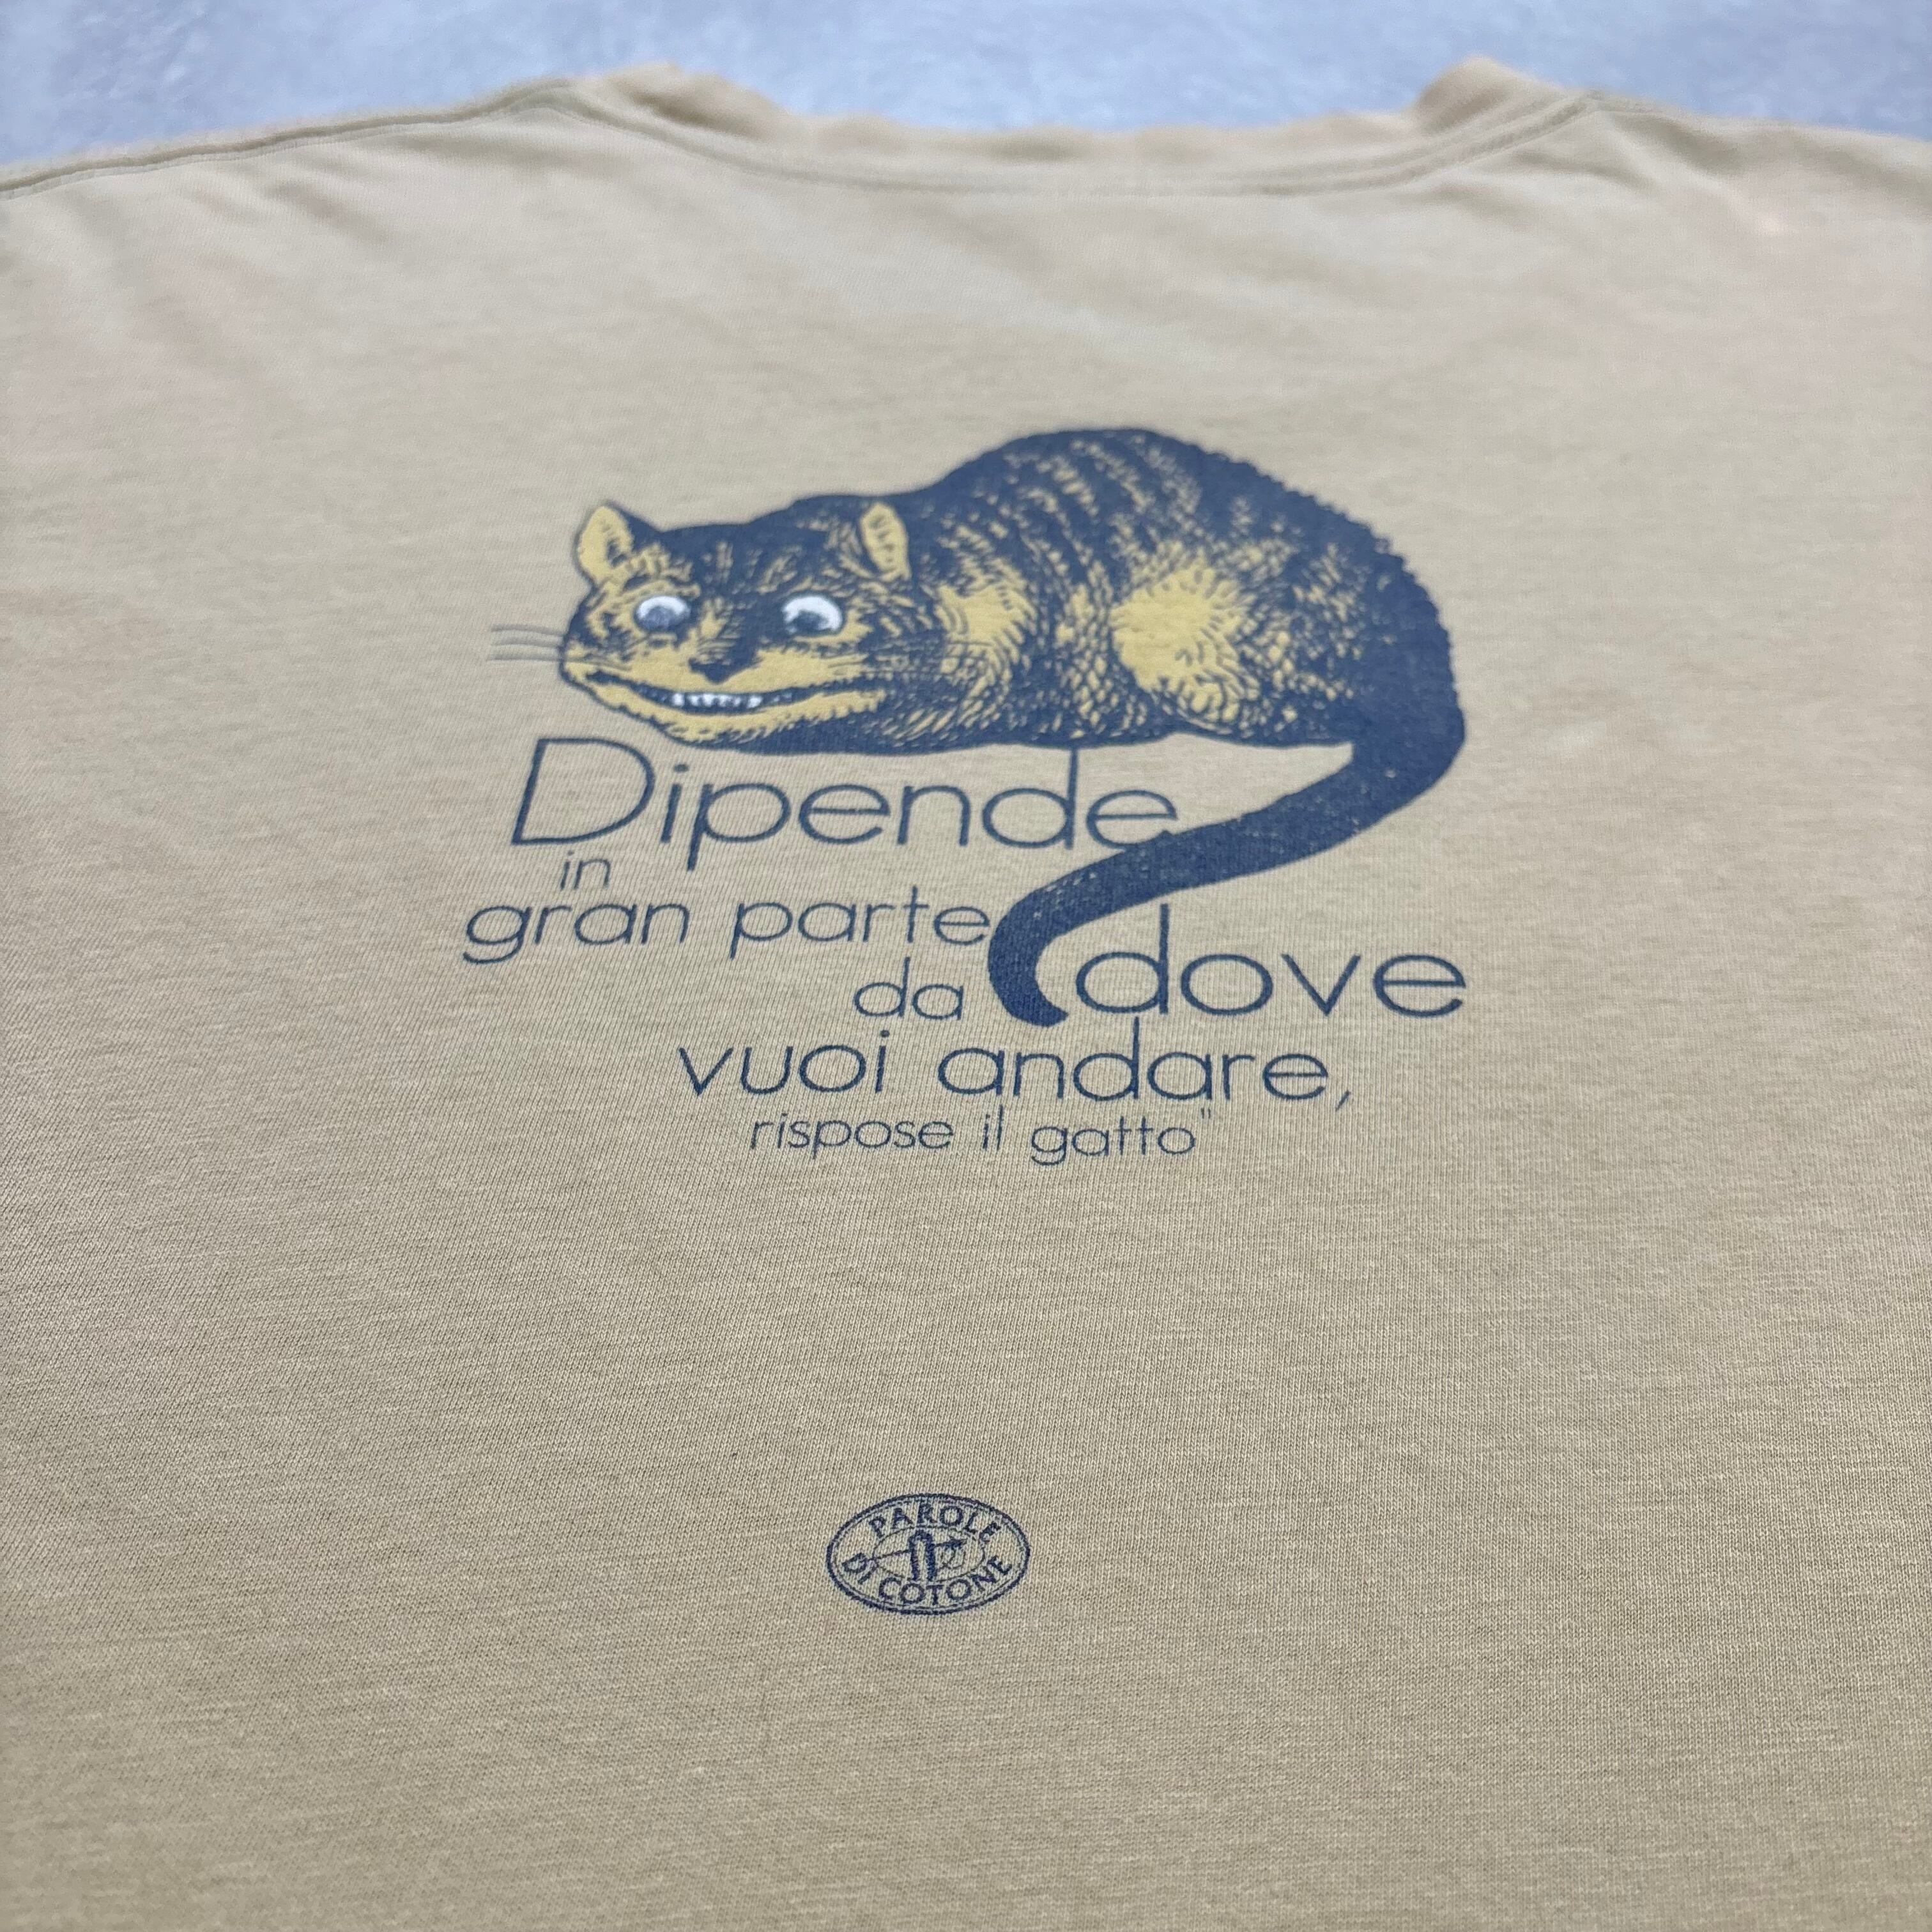 Dipende
in
gran parte
da dove
vuoi andare,
rispose il gatto"
PAROLE
DI COTONE